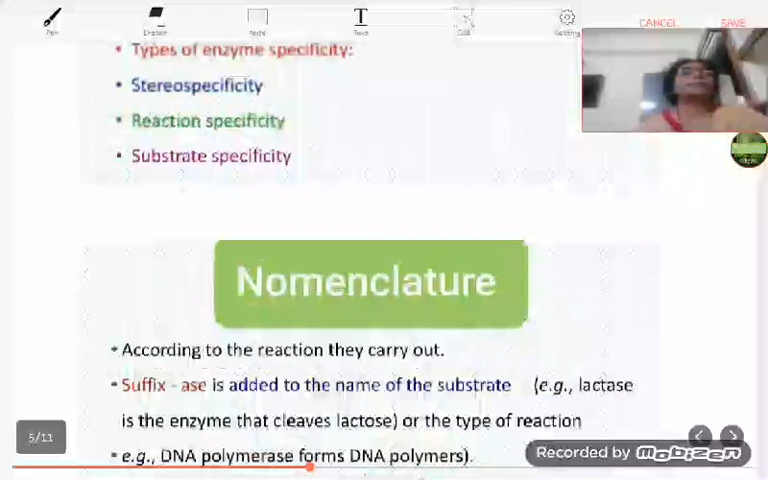 Pen Eraser Note Text Edit Setting
CANCEL SAVE
• Types of enzyme specificity:
• Stereospecificity
• Reaction specificity
• Substrate specificity
Nomenclature
• According to the reaction they carry out.
• Suffix - ase is added to the name of the substrate (e.g., lactase
is the enzyme that cleaves lactose) or the type of reaction
• e.g., DNA polymerase forms DNA polymers).
5/11
Recorded by mobizen